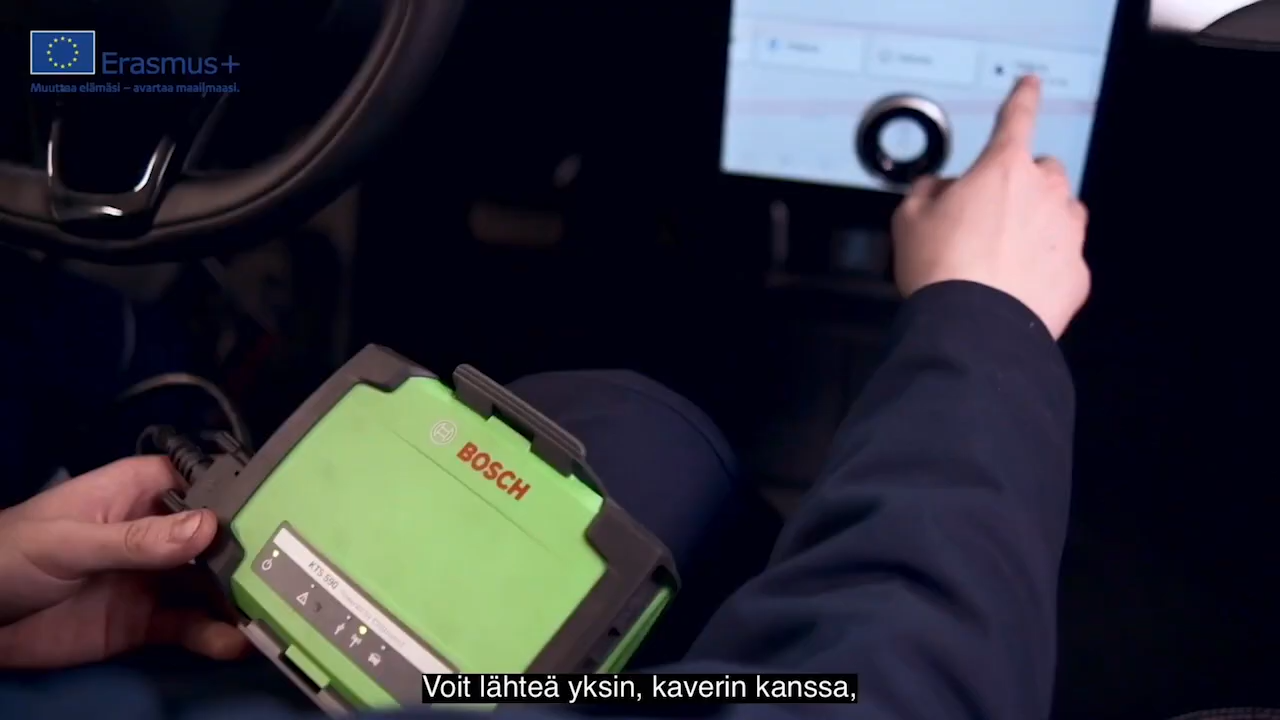 Erasmus+
Muuttaa elämäsi – avartaa maailmaasi.
BOSCH
KTS 590
Voit lähteä yksin, kaverin kanssa,